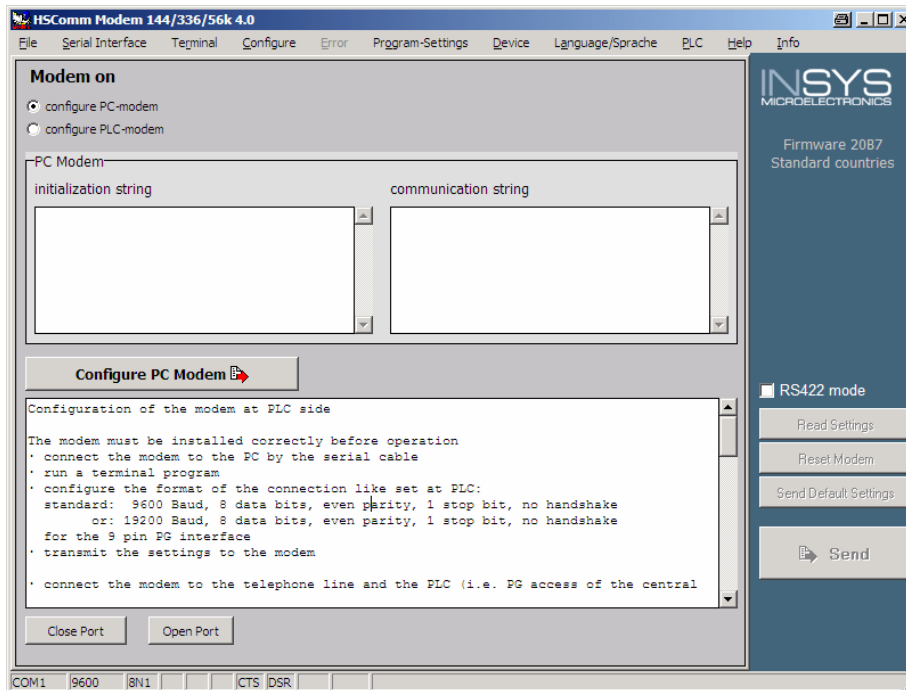 HSComm Modem 144/336/56k 4.0
File Serial Interface Terminal Configure Error Program-Settings Device Language/Sprache PLC Help Info
Modem on
configure PC-modem
configure PLC-modem
PC Modem
initialization string communication string
Configure PC Modem
Configuration of the modem at PLC side
The modem must be installed correctly before operation
· connect the modem to the PC by the serial cable
· run a terminal program
· configure the format of the connection like set at PLC:
standard: 9600 Baud, 8 data bits, even parity, 1 stop bit, no handshake
or: 19200 Baud, 8 data bits, even parity, 1 stop bit, no handshake
for the 9 pin PG interface
· transmit the settings to the modem
· connect the modem to the telephone line and the PLC (i.e. PG access of the central
Close Port Open Port
INSYS
MICROELECTRONICS
Firmware 20B7
Standard countries
RS422 mode
Read Settings
Reset Modem
Send Default Settings
Send
COM1 9600 8N1 CTS DSR